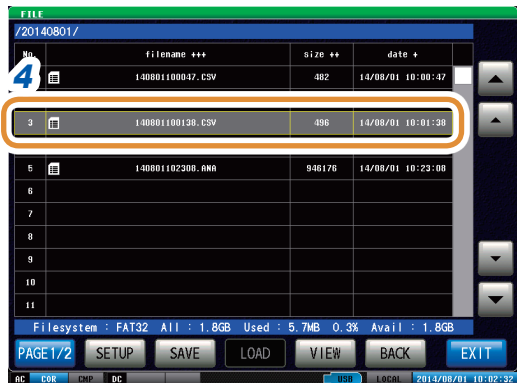 FILE
/20140801/
No. filename +++ size ++ date +
4
140801100047.CSV 482 14/08/01 10:00:47
3 140801100138.CSV 496 14/08/01 10:01:38
5 140801102308.ANA 946176 14/08/01 10:23:08
6
7
8
9
10
11
Filesystem : FAT32 All : 1.8GB Used : 5.7MB 0.3% Avail : 1.8GB
PAGE1/2 SETUP SAVE LOAD VIEW BACK EXIT
AC COR CMP DC USB LOCAL 2014/08/01 10:02:32